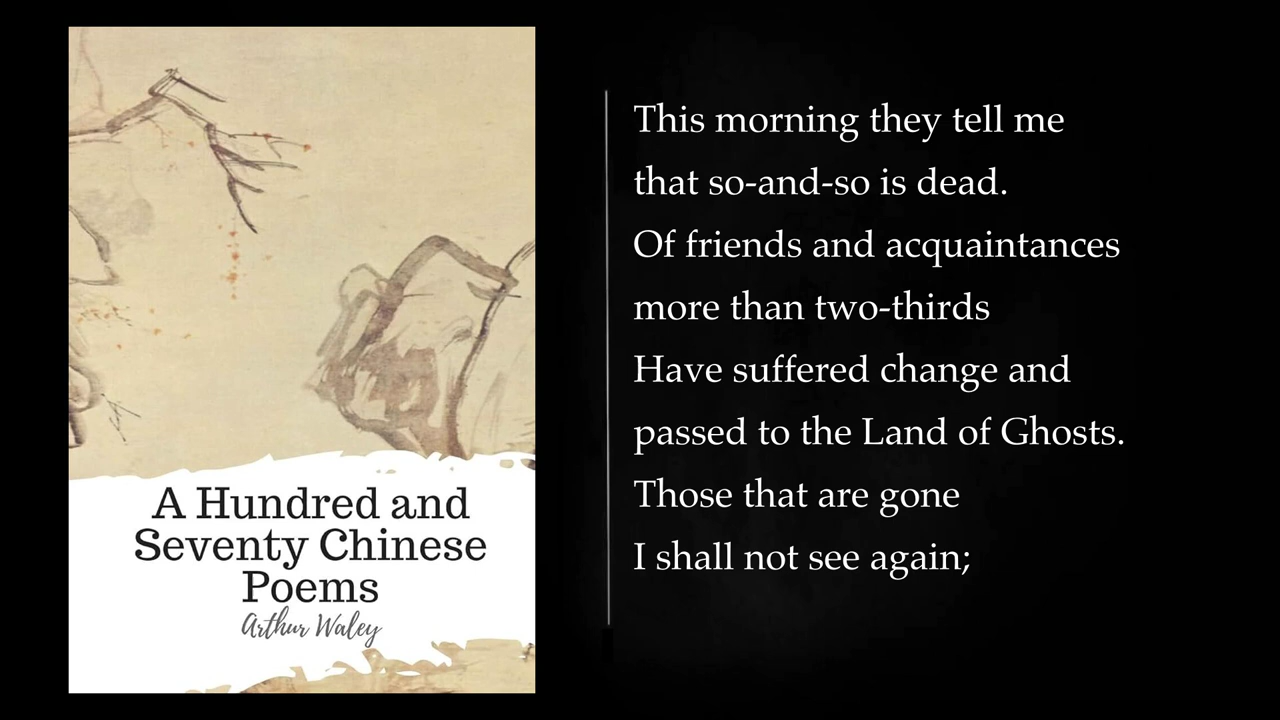 A Hundred and
Seventy Chinese
Poems
Arthur Waley
This morning they tell me
that so-and-so is dead.
Of friends and acquaintances
more than two-thirds
Have suffered change and
passed to the Land of Ghosts.
Those that are gone
I shall not see again;